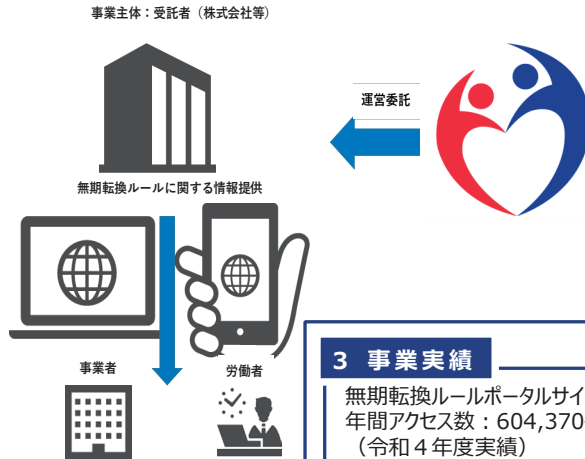 事業主体：受託者（株式会社等）
運営委託
無期転換ルールに関する情報提供
事業者
労働者
3 事業実績
無期転換ルールポータルサイ
年間アクセス数：604,370
（令和４年度実績）